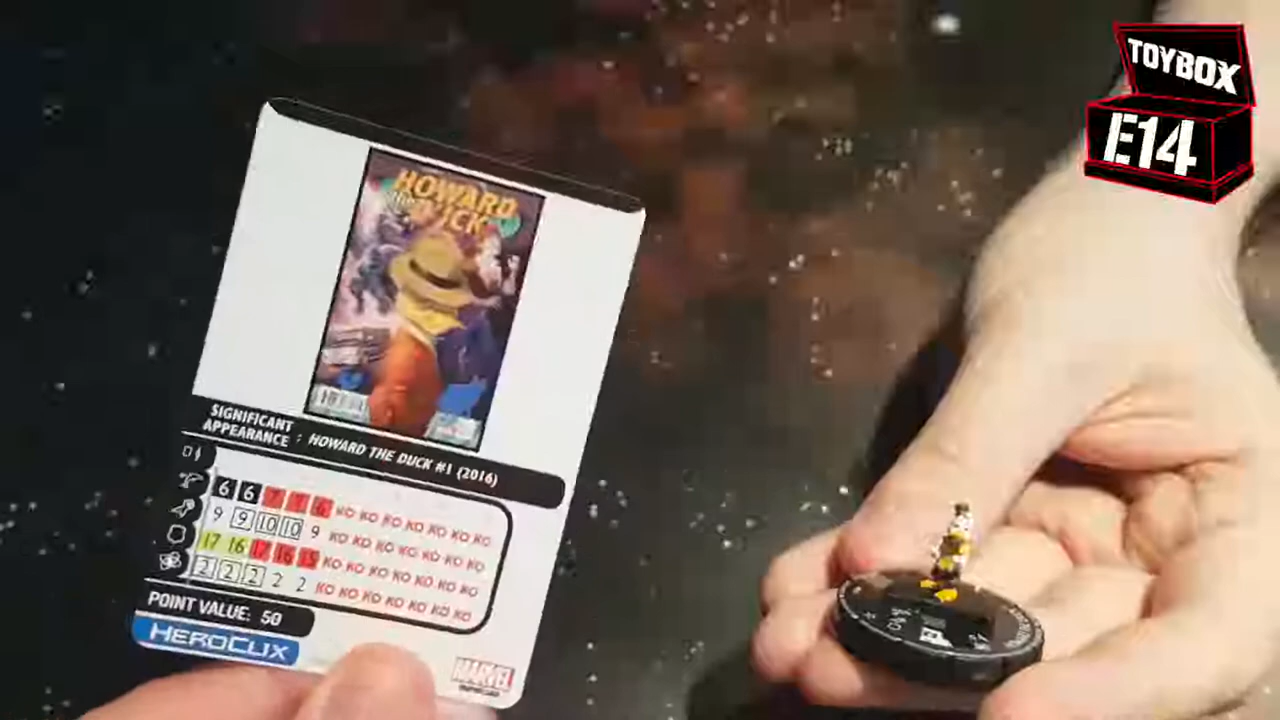 TOYBOX
E14
HOWARD
THE DUCK
SIGNIFICANT
APPEARANCE : HOWARD THE DUCK #1 (2016)
6 6 7 7 6 KO KO KO KO KO KO KO
9 9 10 10 9 KO KO KO KO KO KO KO
17 16 17 16 15 KO KO KO KO KO KO KO
2 2 2 2 2 KO KO KO KO KO KO KO
POINT VALUE: 50
HEROCLIX
MARVEL